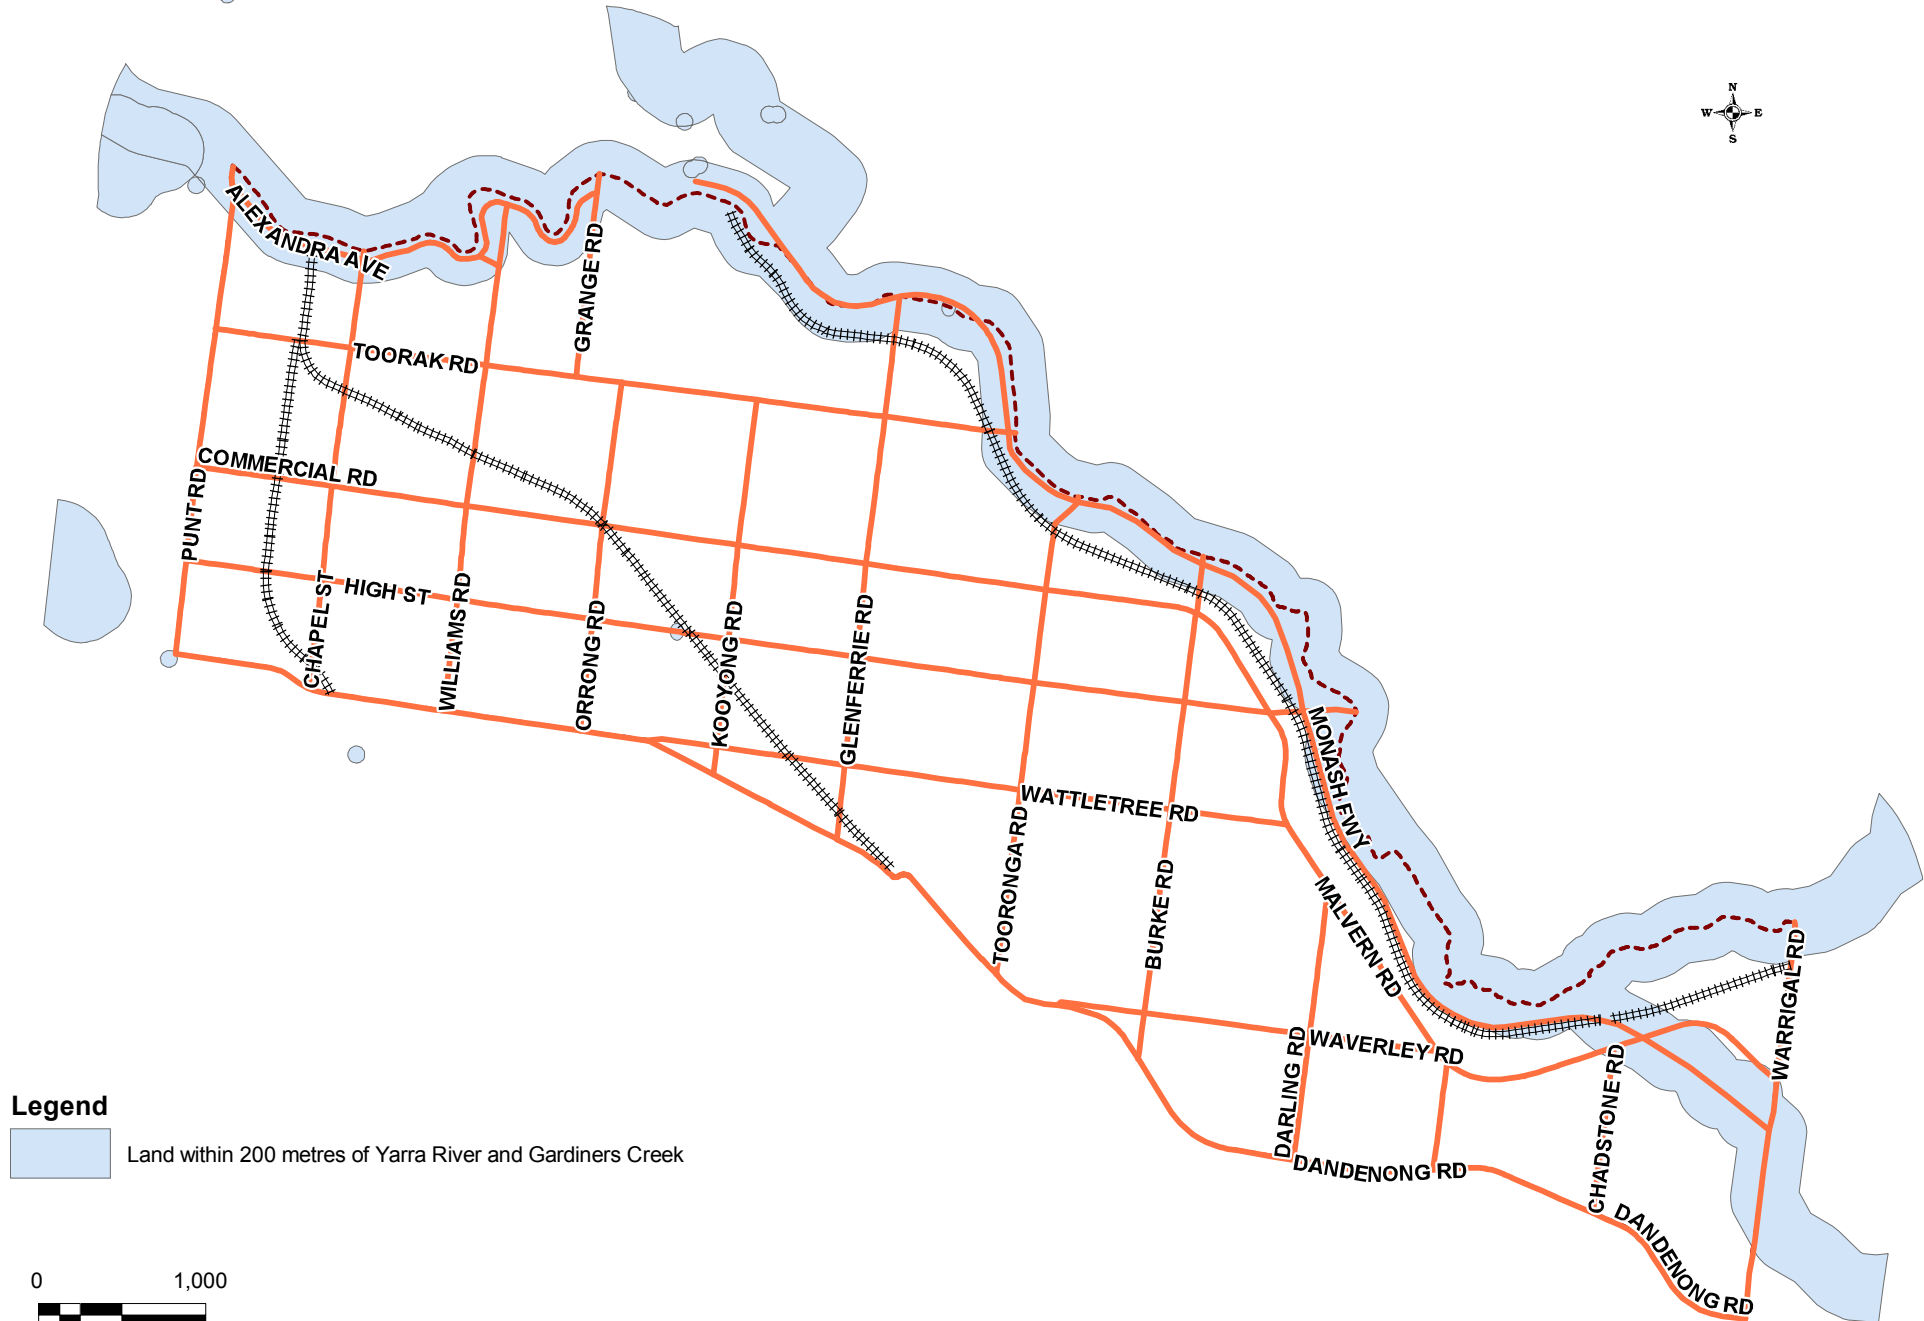 N
W E
S
ALEXANDRA AVE
GRANGE RD
TOORAK RD
COMMERCIAL RD
PUNT RD
HIGH ST
CHAPEL ST
WILLIAMS RD
ORRONG RD
KOOYONG RD
GLENFERRIE RD
MONASH FWY
WATTLETREE RD
TOORONGA RD
BURKE RD
MALVERN RD
WARRIGAL RD
WAVERLEY RD
DARLING RD
CHADSTONE RD
DANDENONG RD
DANDENONG RD
Legend
Land within 200 metres of Yarra River and Gardiners Creek
0 1,000